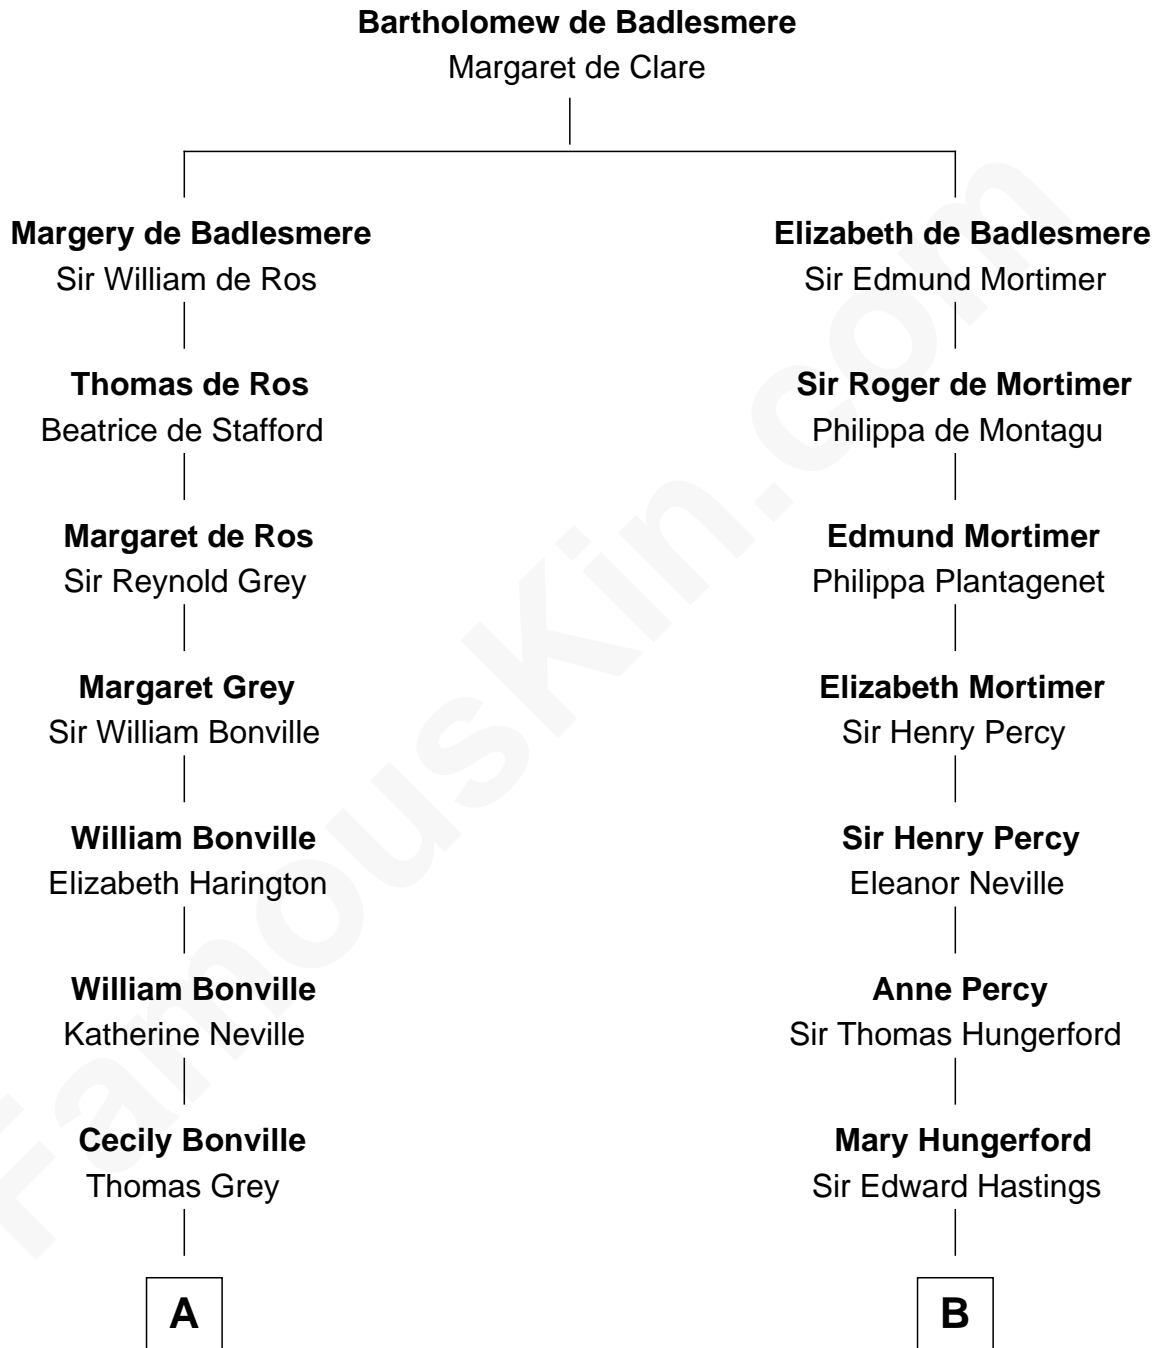 Bartholomew de Badlesmere
Margaret de Clare
Margery de Badlesmere
Sir William de Ros
Elizabeth de Badlesmere
Sir Edmund Mortimer
Thomas de Ros
Beatrice de Stafford
Sir Roger de Mortimer
Philippa de Montagu
Margaret de Ros
Sir Reynold Grey
Edmund Mortimer
Philippa Plantagenet
Margaret Grey
Sir William Bonville
Elizabeth Mortimer
Sir Henry Percy
William Bonville
Elizabeth Harington
Sir Henry Percy
Eleanor Neville
William Bonville
Katherine Neville
Anne Percy
Sir Thomas Hungerford
Cecily Bonville
Thomas Grey
Mary Hungerford
Sir Edward Hastings
A
B
FamousKin.com